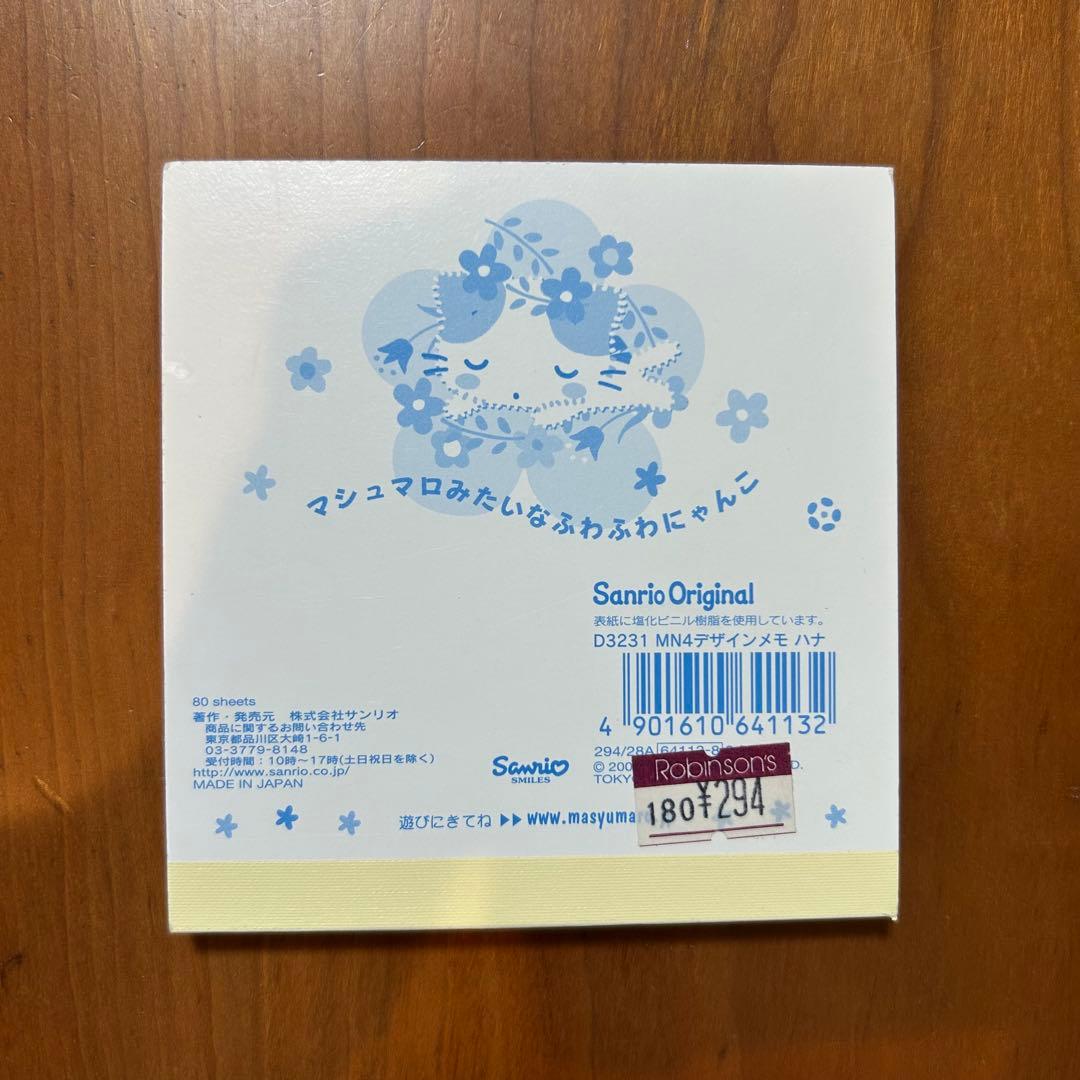 マシュマロみたいなふわふわにゃんこ
Sanrio Original
表紙に塩化ビニル樹脂を使用しています。
D3231 MN4デザインメモ ハナ
4 901610 641132
294/28A
© 200
TOKYO
80 sheets
著作・発売元 株式会社サンリオ
商品に関するお問い合わせ先
東京都品川区大崎1-6-1
03-3779-8148
受付時間：10時〜17時(土日祝日を除く)
http://www.sanrio.co.jp/
MADE IN JAPAN
Sanrio
SMILES
Robinson's
180 ¥294
遊びにきてね ▶▶ www.masyumaro